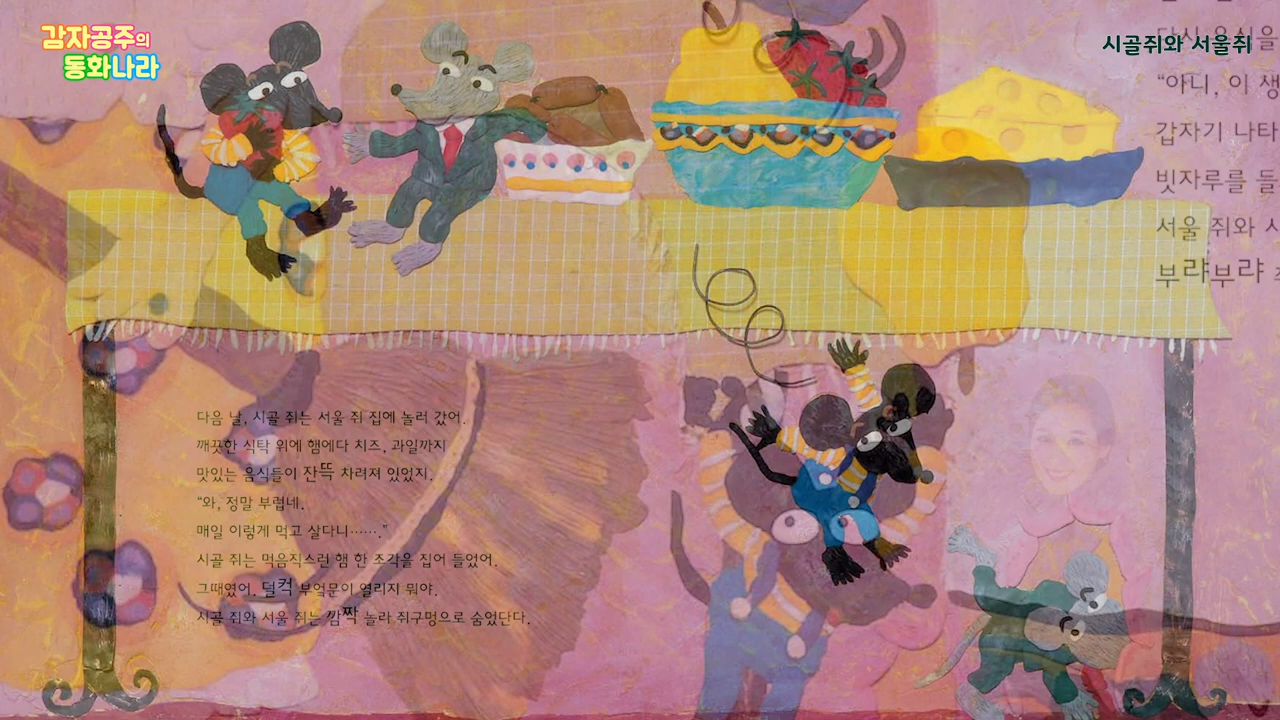 감자공주의
동화나라
시골쥐와 서울쥐
“아니, 이 생
갑자기 나타
빗자루를 들
서울 쥐와 시
부랴부랴
다음 날, 시골 쥐는 서울 쥐 집에 놀러 갔어.
깨끗한 식탁 위에 햄에다 치즈, 과일까지
맛있는 음식들이 잔뜩 차려져 있었지.
“와, 정말 부럽네.
매일 이렇게 먹고 살다니…….”
시골 쥐는 먹음직스런 햄 한 조각을 집어 들었어.
그때였어. 덜컥 부엌문이 열리지 뭐야.
시골 쥐와 서울 쥐는 깜짝 놀라 쥐구멍으로 숨었단다.